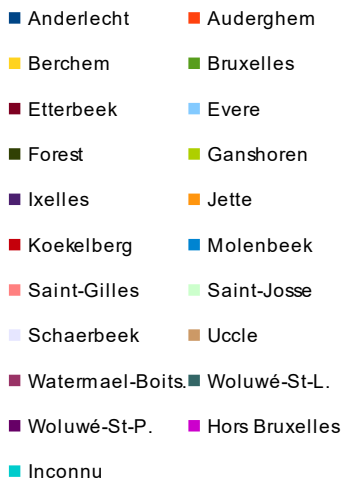 Anderlecht Auderghem
Berchem Bruxelles
Etterbeek Evere
Forest Ganshoren
Ixelles Jette
Koekelberg Molenbeek
Saint-Gilles Saint-Josse
Schaerbeek Uccle
Watermael-Boits. Woluwé-St-L.
Woluwé-St-P. Hors Bruxelles
Inconnu